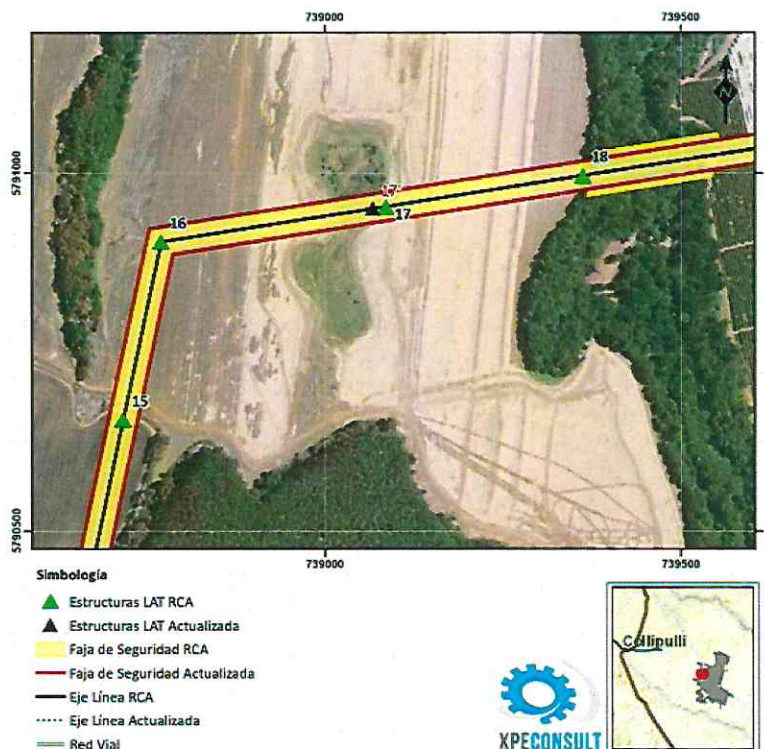 739000
739500
5791000
5790500
N
18
17
17
16
15
739000
739500
Simbología
Estructuras LAT RCA
Estructuras LAT Actualizada
Faja de Seguridad RCA
Faja de Seguridad Actualizada
Eje Línea RCA
Eje Línea Actualizada
Red Vial
XPECONSULT
Collipulli